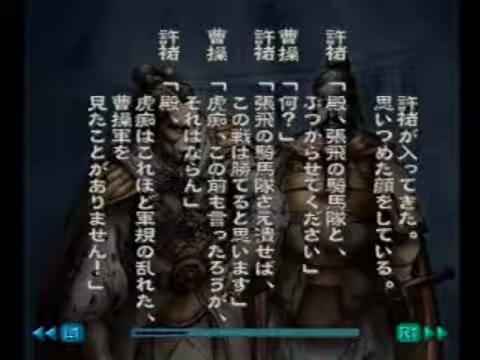 許褚が入ってきた。
思いつめた顔をしている。
許褚「殿、張飛の騎馬隊と、
ぶつからせてください」
曹操「何？」
許褚「張飛の騎馬隊さえ潰せば、
この戦は勝てると思います」
曹操「虎痴、この前も言ったろうが、
それはならん」
許褚「殿、
虎痴はこれほど軍規の乱れた、
曹操軍を
見たことがありません！」
L1
R1